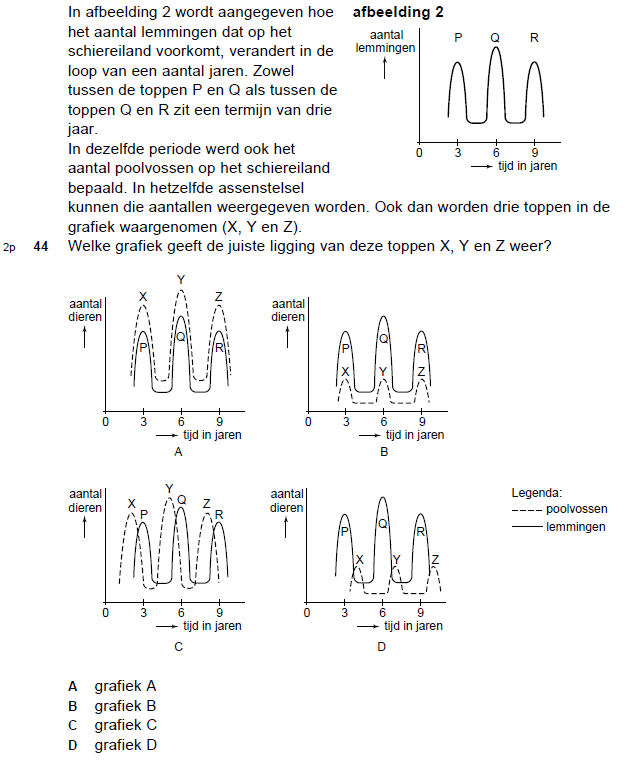 In afbeelding 2 wordt aangegeven hoe
het aantal lemmingen dat op het
schiereiland voorkomt, verandert in de
loop van een aantal jaren. Zowel
tussen de toppen P en Q als tussen de
toppen Q en R zit een termijn van drie
jaar.
In dezelfde periode werd ook het
aantal poolvossen op het schiereiland
bepaald. In hetzelfde assenstelsel
kunnen die aantallen weergegeven worden. Ook dan worden drie toppen in de
grafiek waargenomen (X, Y en Z).
afbeelding 2
aantal
lemmingen
P Q R
0 3 6 9
tijd in jaren
2p 44 Welke grafiek geeft de juiste ligging van deze toppen X, Y en Z weer?
aantal
dieren
X Y Z
P Q R
0 3 6 9
tijd in jaren
A
aantal
dieren
P Q R
X Y Z
0 3 6 9
tijd in jaren
B
aantal
dieren
X P Y Q Z R
0 3 6 9
tijd in jaren
C
aantal
dieren
P Q R
X Y Z
0 3 6 9
tijd in jaren
D
Legenda:
poolvossen
lemmingen
A grafiek A
B grafiek B
C grafiek C
D grafiek D